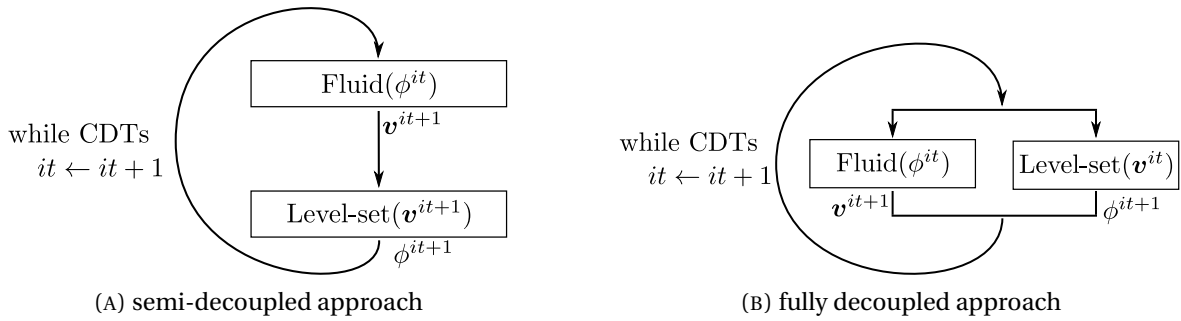 Fluid(ϕ^{it})
v^{it+1}
while CDTs
it ← it + 1
Level-set(v^{it+1})
ϕ^{it+1}
(A) semi-decoupled approach
while CDTs
it ← it + 1
Fluid(ϕ^{it})
Level-set(v^{it})
v^{it+1}
ϕ^{it+1}
(B) fully decoupled approach